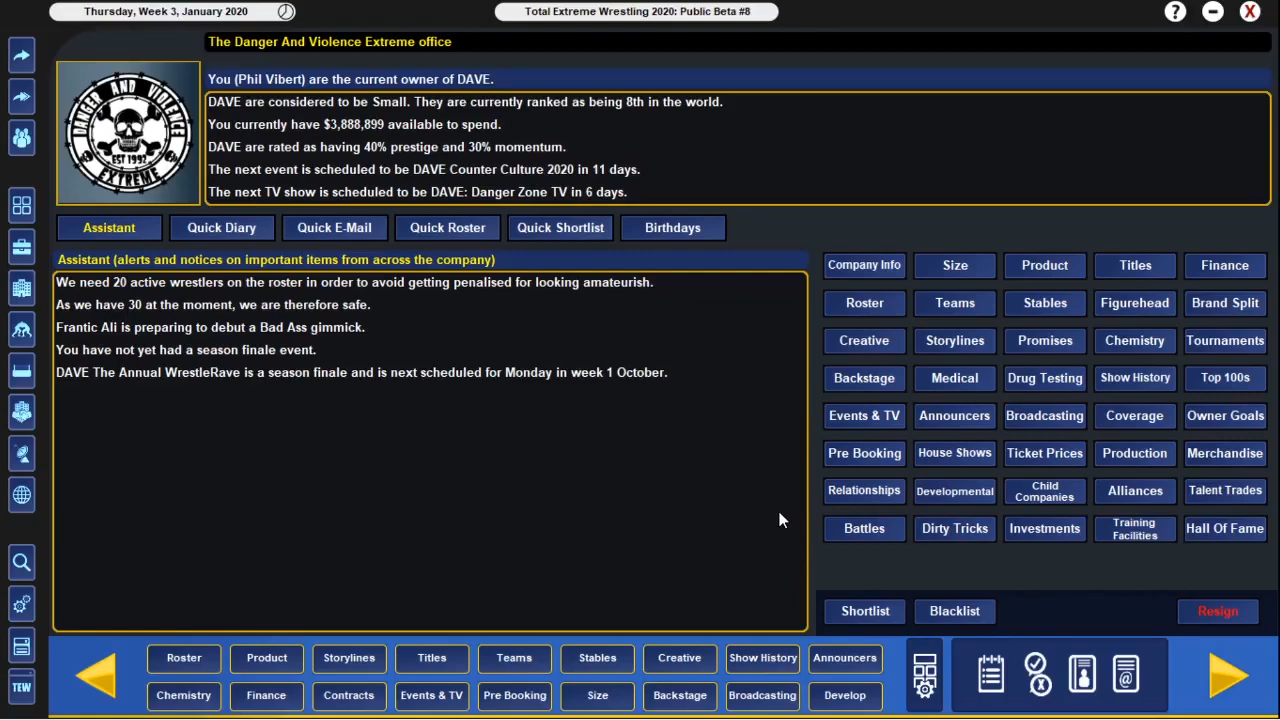 Thursday, Week 3, January 2020
Total Extreme Wrestling 2020: Public Beta #8
?
X
The Danger And Violence Extreme office
DANGER AND VIOLENCE
EST 1992
EXTREME
You (Phil Vibert) are the current owner of DAVE.
DAVE are considered to be Small. They are currently ranked as being 8th in the world.
You currently have $3,888,899 available to spend.
DAVE are rated as having 40% prestige and 30% momentum.
The next event is scheduled to be DAVE Counter Culture 2020 in 11 days.
The next TV show is scheduled to be DAVE: Danger Zone TV in 6 days.
Assistant Quick Diary Quick E-Mail Quick Roster Quick Shortlist Birthdays
Assistant (alerts and notices on important items from across the company)
We need 20 active wrestlers on the roster in order to avoid getting penalised for looking amateurish.
As we have 30 at the moment, we are therefore safe.
Frantic Ali is preparing to debut a Bad Ass gimmick.
You have not yet had a season finale event.
DAVE The Annual WrestleRave is a season finale and is next scheduled for Monday in week 1 October.
Company Info Size Product Titles Finance
Roster Teams Stables Figurehead Brand Split
Creative Storylines Promises Chemistry Tournaments
Backstage Medical Drug Testing Show History Top 100s
Events & TV Announcers Broadcasting Coverage Owner Goals
Pre Booking House Shows Ticket Prices Production Merchandise
Relationships Developmental Child Companies Alliances Talent Trades
Battles Dirty Tricks Investments Training Facilities Hall Of Fame
Shortlist Blacklist Resign
TEW
Roster Product Storylines Titles Teams Stables Creative Show History Announcers
Chemistry Finance Contracts Events & TV Pre Booking Size Backstage Broadcasting Develop
@